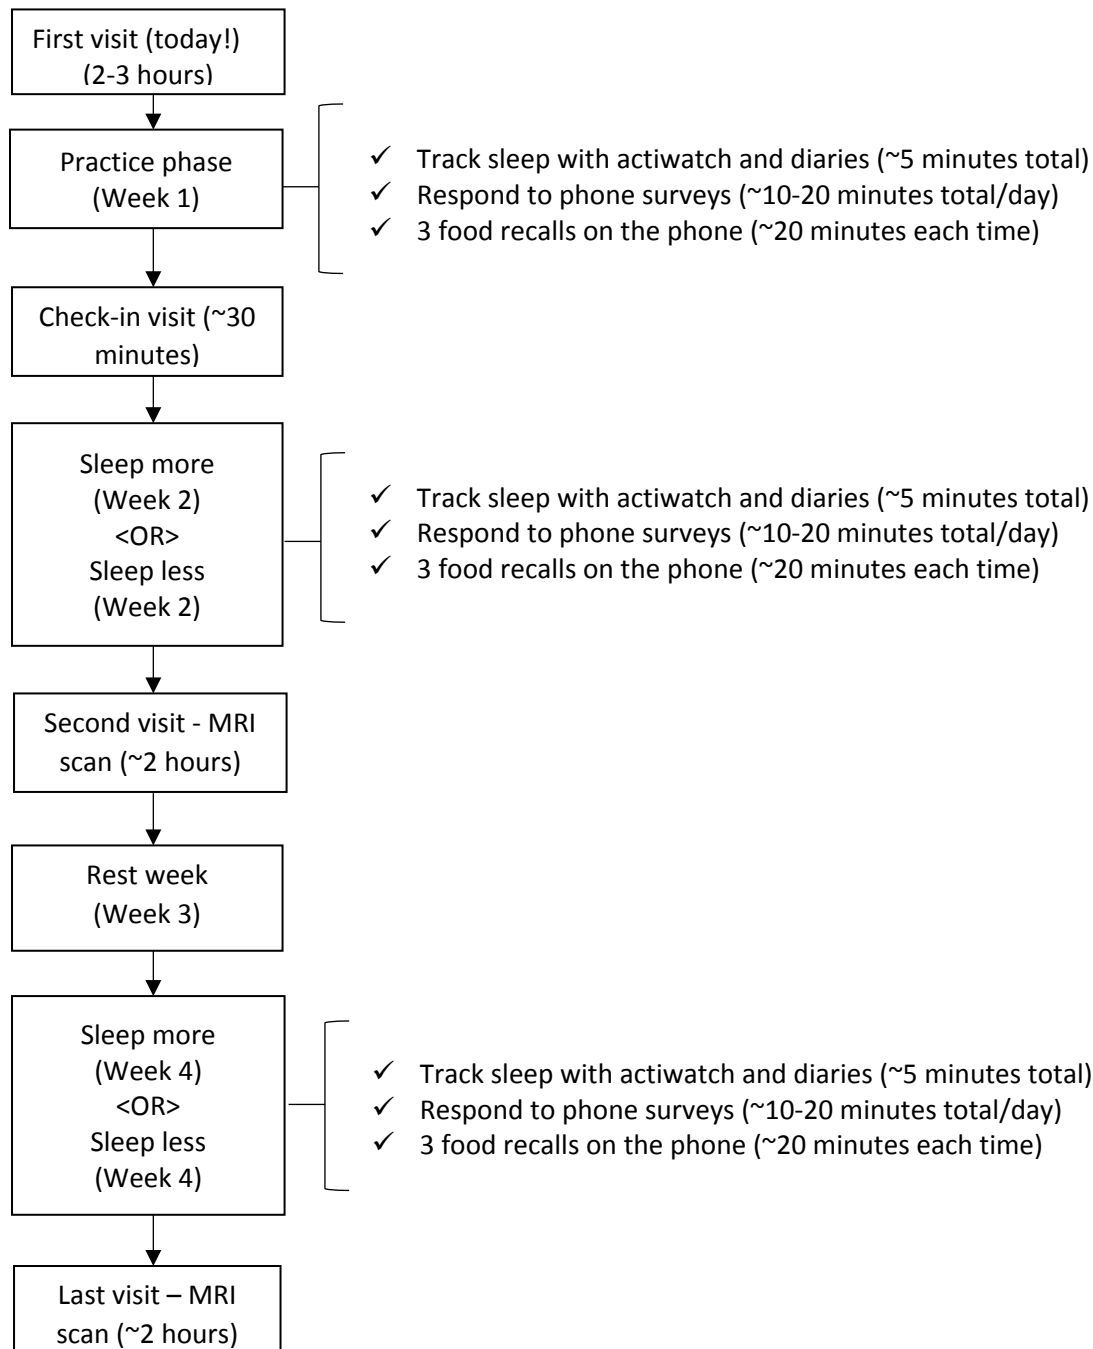 First visit (today!)
(2-3 hours)
Practice phase
(Week 1)
✓ Track sleep with actiwatch and diaries (~5 minutes total)
✓ Respond to phone surveys (~10-20 minutes total/day)
✓ 3 food recalls on the phone (~20 minutes each time)
Check-in visit (~30
minutes)
Sleep more
(Week 2)
<OR>
Sleep less
(Week 2)
✓ Track sleep with actiwatch and diaries (~5 minutes total)
✓ Respond to phone surveys (~10-20 minutes total/day)
✓ 3 food recalls on the phone (~20 minutes each time)
Second visit - MRI
scan (~2 hours)
Rest week
(Week 3)
Sleep more
(Week 4)
<OR>
Sleep less
(Week 4)
✓ Track sleep with actiwatch and diaries (~5 minutes total)
✓ Respond to phone surveys (~10-20 minutes total/day)
✓ 3 food recalls on the phone (~20 minutes each time)
Last visit – MRI
scan (~2 hours)